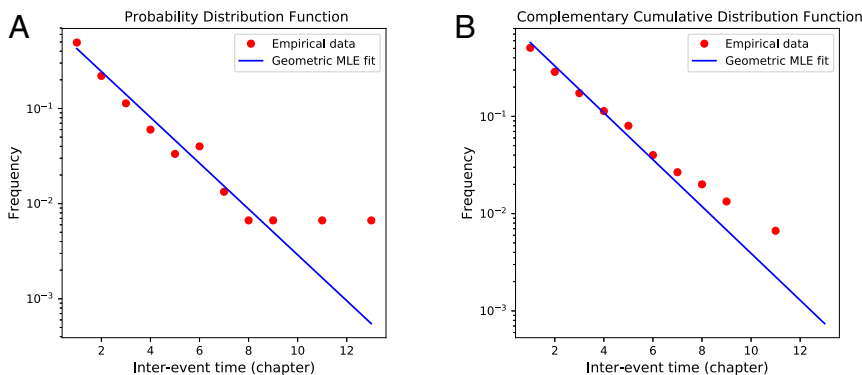 A
Probability Distribution Function
Empirical data
Geometric MLE fit
10⁻¹
10⁻²
10⁻³
Frequency
2 4 6 8 10 12
Inter-event time (chapter)
B
Complementary Cumulative Distribution Function
Empirical data
Geometric MLE fit
10⁻¹
10⁻²
10⁻³
Frequency
2 4 6 8 10 12
Inter-event time (chapter)